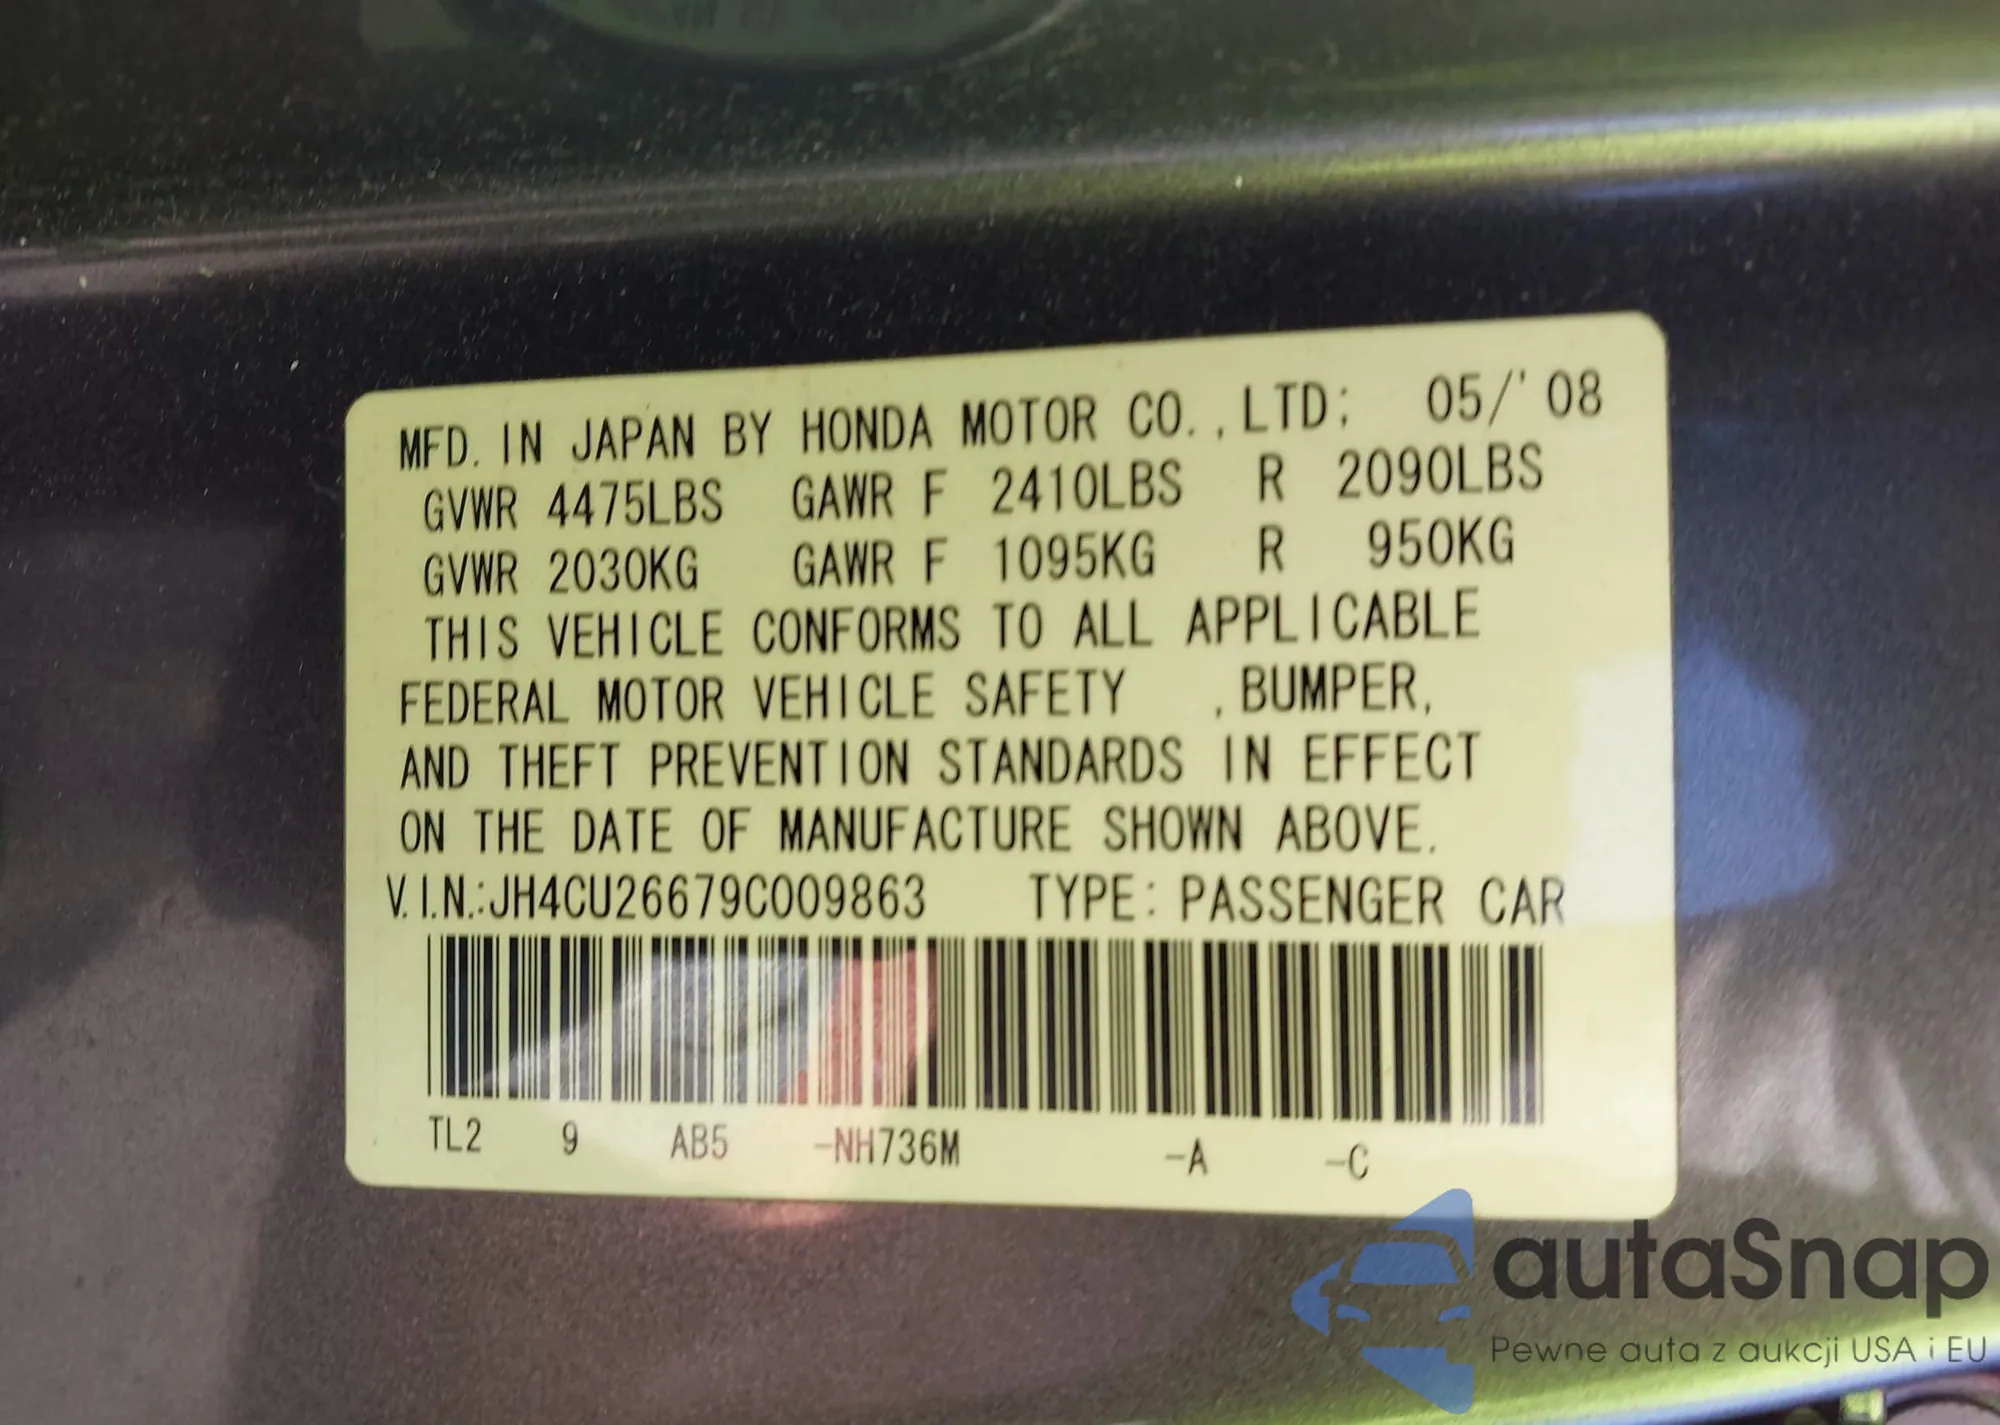 MFD. IN JAPAN BY HONDA MOTOR CO.,LTD; 05/'08
GVWR 4475LBS GAWR F 2410LBS R 2090LBS
GVWR 2030KG GAWR F 1095KG R 950KG
THIS VEHICLE CONFORMS TO ALL APPLICABLE
FEDERAL MOTOR VEHICLE SAFETY ,BUMPER,
AND THEFT PREVENTION STANDARDS IN EFFECT
ON THE DATE OF MANUFACTURE SHOWN ABOVE.
V.I.N.:JH4CU26679C009863 TYPE: PASSENGER CAR
TL2 9 AB5 -NH736M -A -C
autaSnap
Pewne auta z aukcji USA i EU